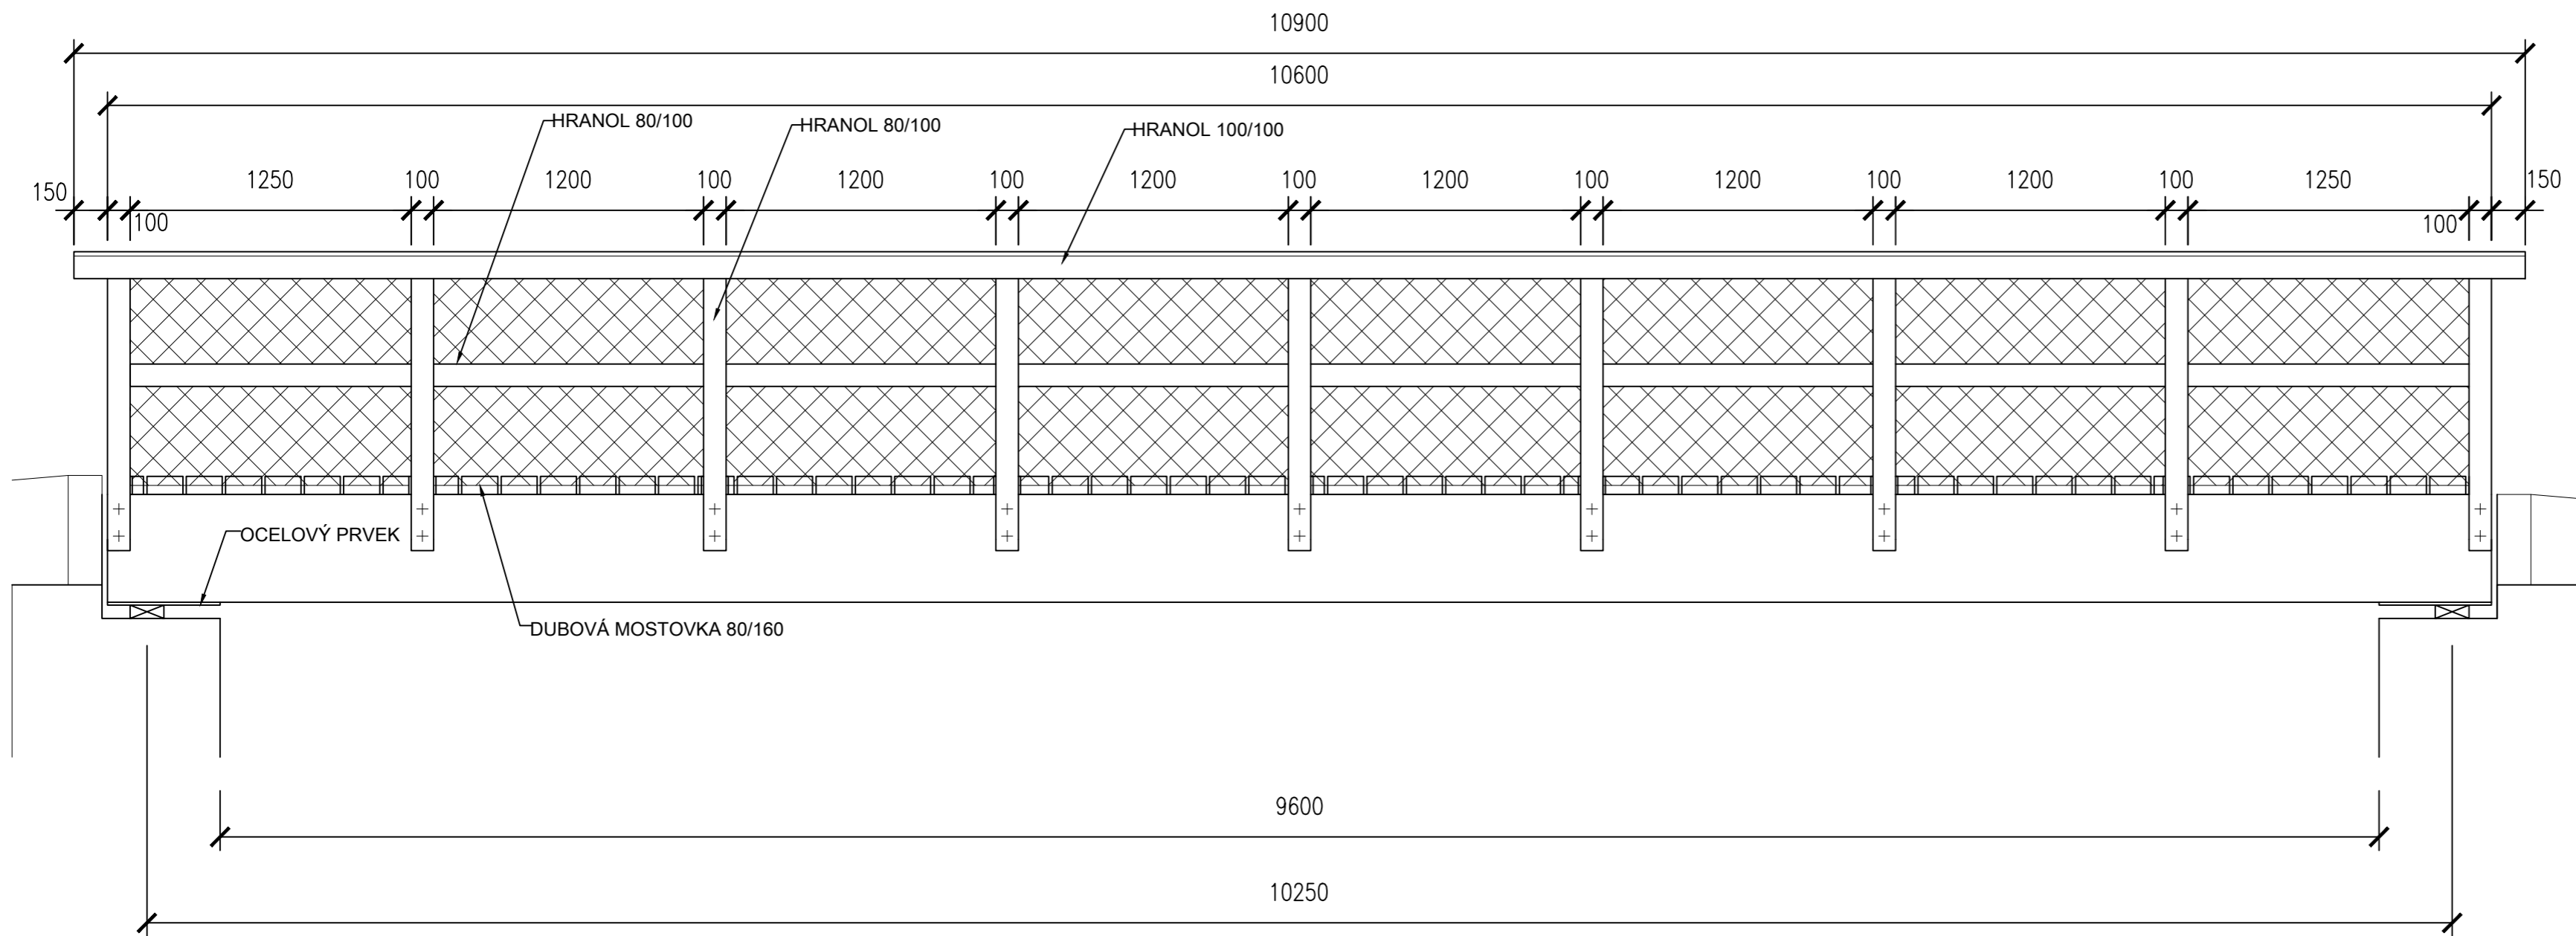 10900
10600
HRANOL 80/100
HRANOL 80/100
HRANOL 100/100
150 1250 100 1200 100 1200 100 1200 100 1200 100 1200 100 1200 100 1250 150
100 100
OCELOVÝ PRVEK
DUBOVÁ MOSTOVKA 80/160
9600
10250